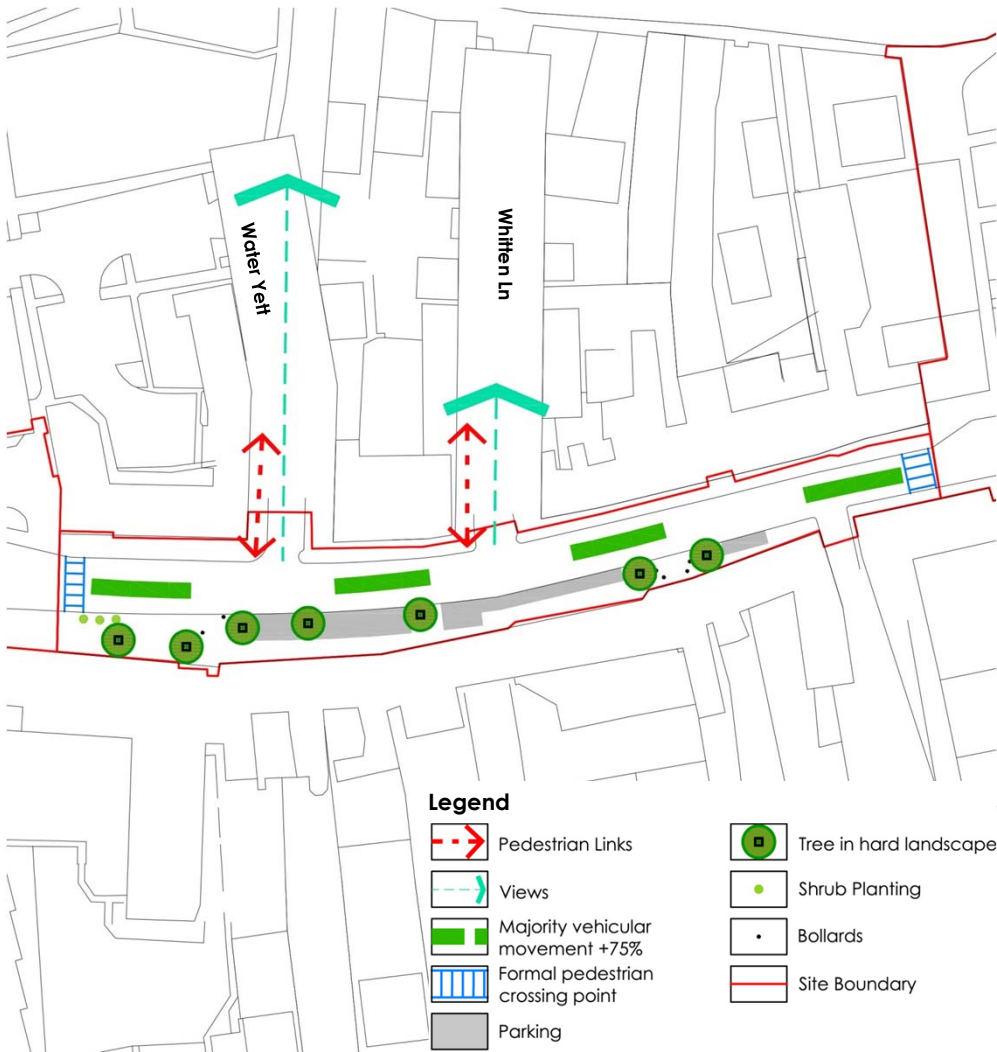 Water Yett
Whitten Ln
Legend
Pedestrian Links
Views
Majority vehicular
movement +75%
Formal pedestrian
crossing point
Parking
Tree in hard landscape
Shrub Planting
Bollards
Site Boundary